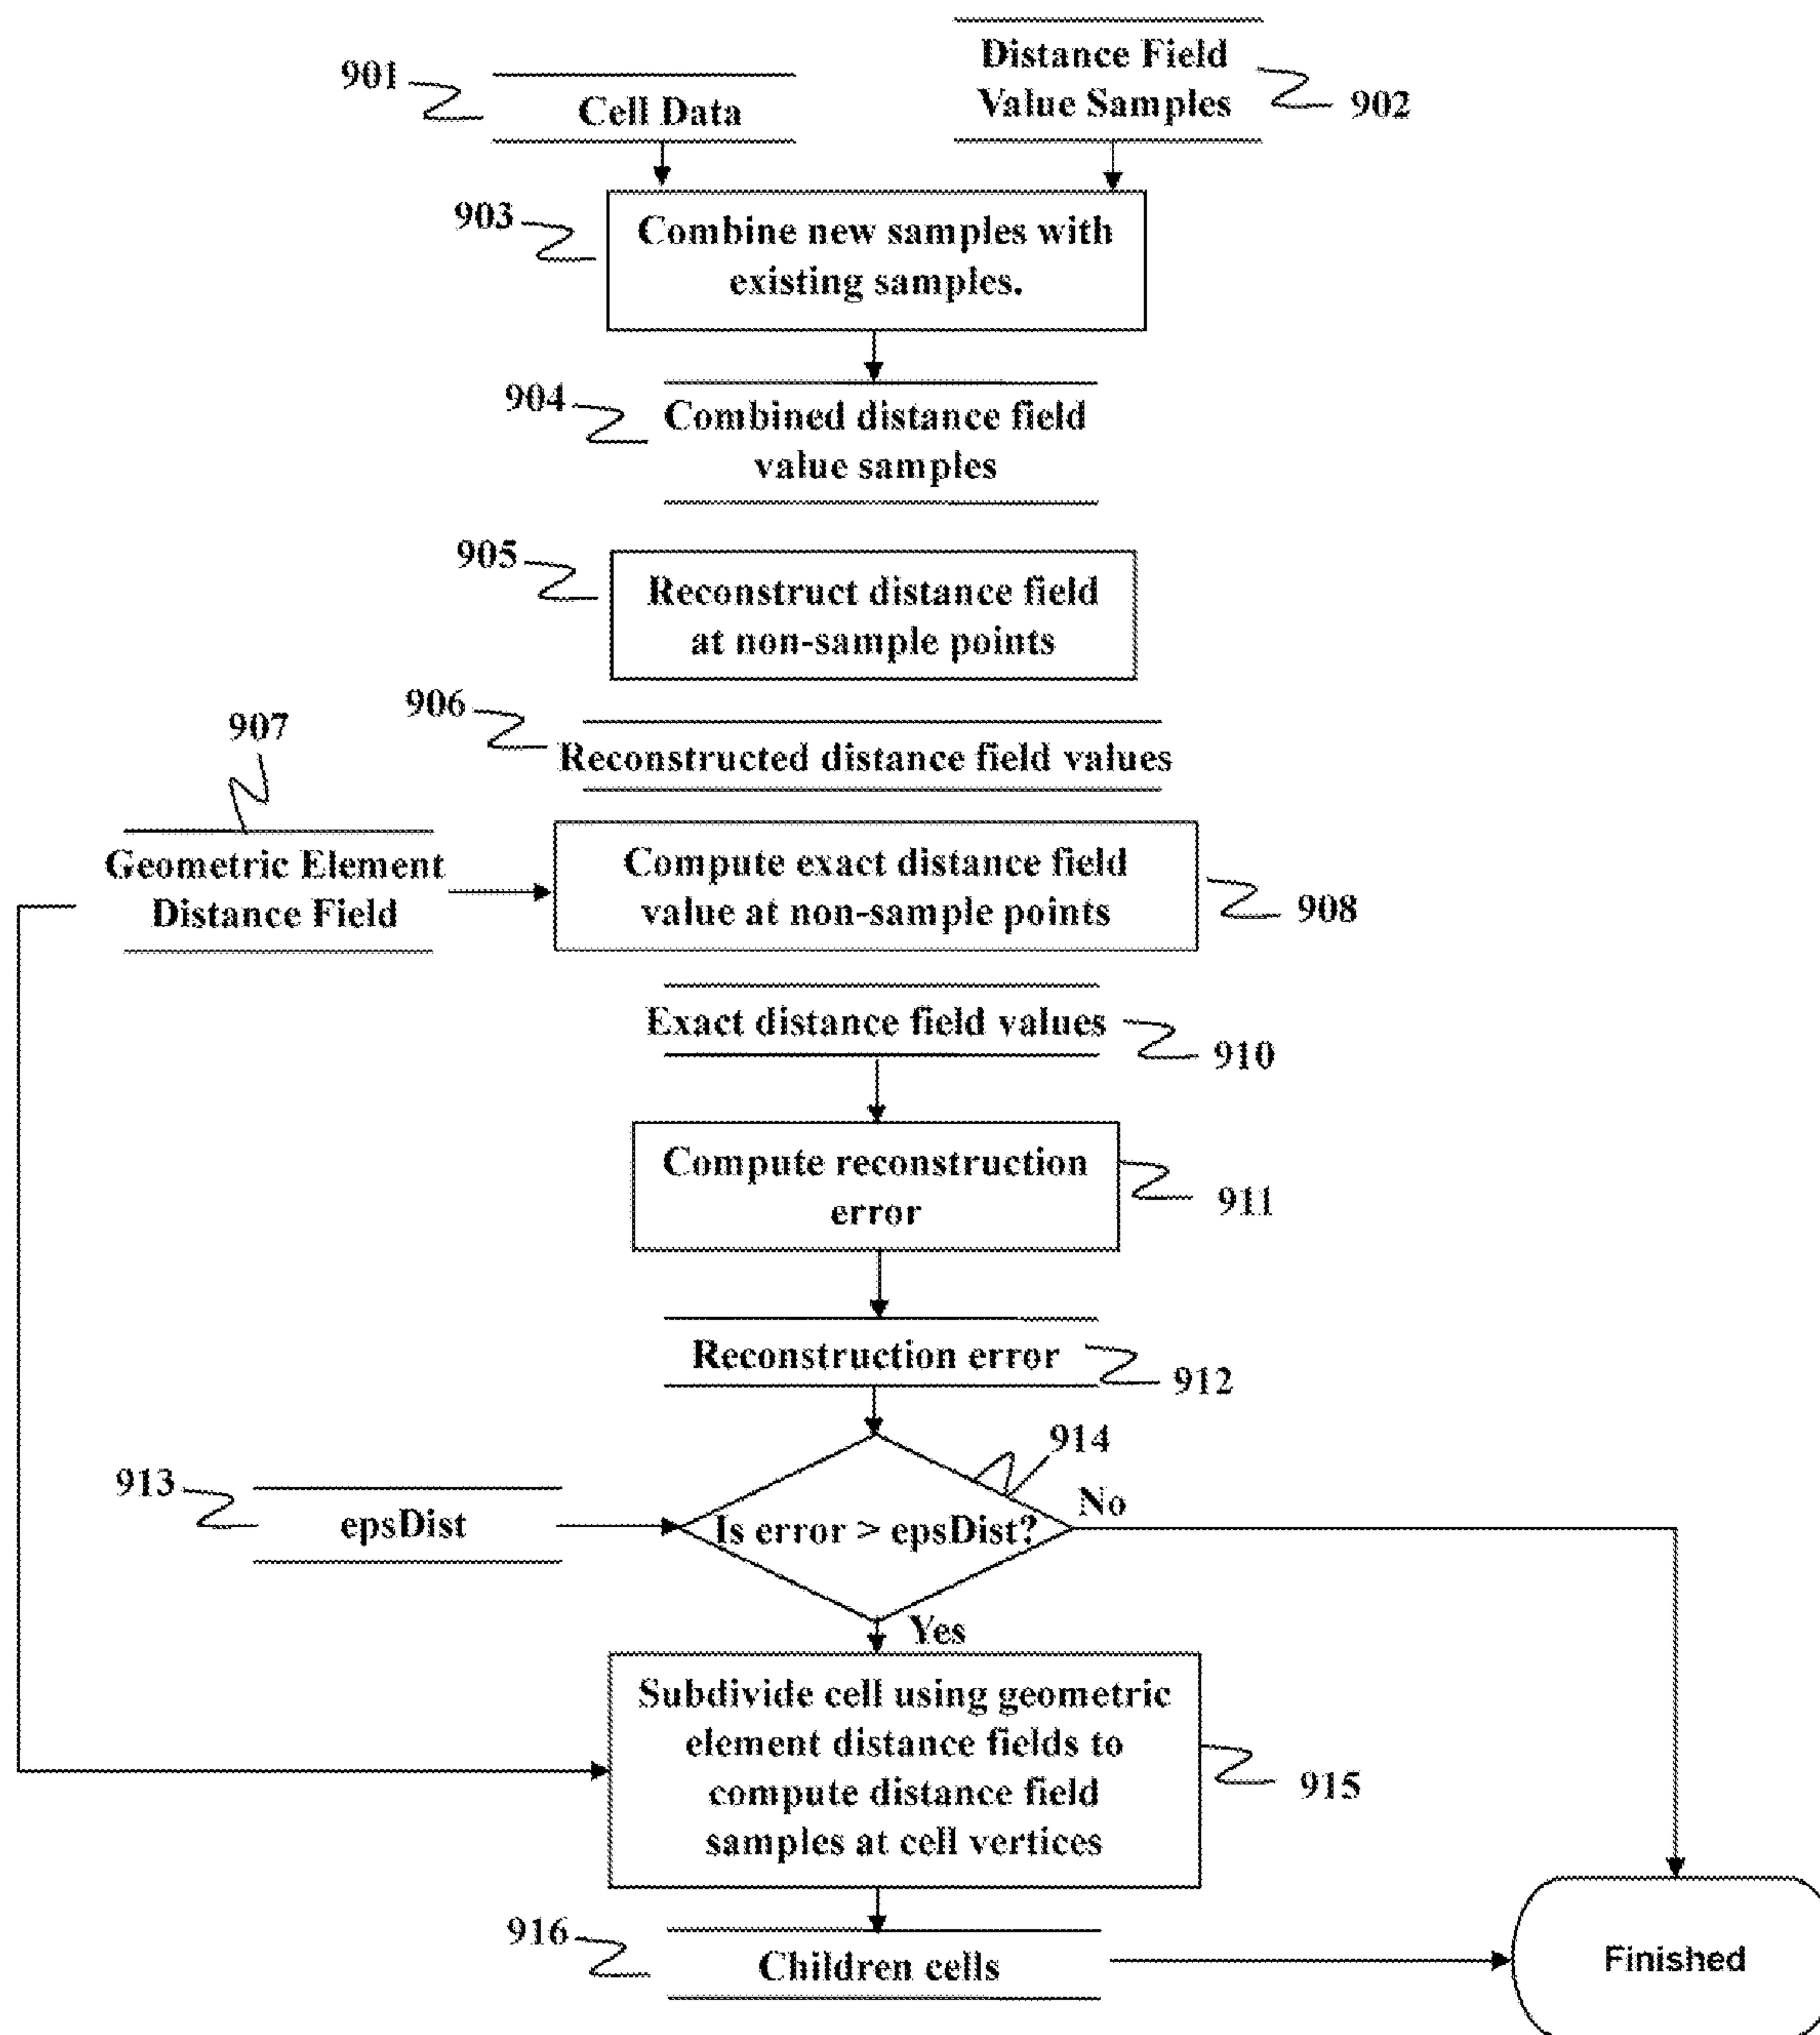 901
Cell Data
Distance Field
Value Samples
902
903
Combine new samples with
existing samples.
904
Combined distance field
value samples
905
Reconstruct distance field
at non-sample points
906
Reconstructed distance field values
907
Geometric Element
Distance Field
Compute exact distance field
value at non-sample points
908
Exact distance field values
910
Compute reconstruction
error
911
Reconstruction error
912
913
epsDist
914
Is error > epsDist?
No
Yes
Subdivide cell using geometric
element distance fields to
compute distance field
samples at cell vertices
915
916
Children cells
Finished